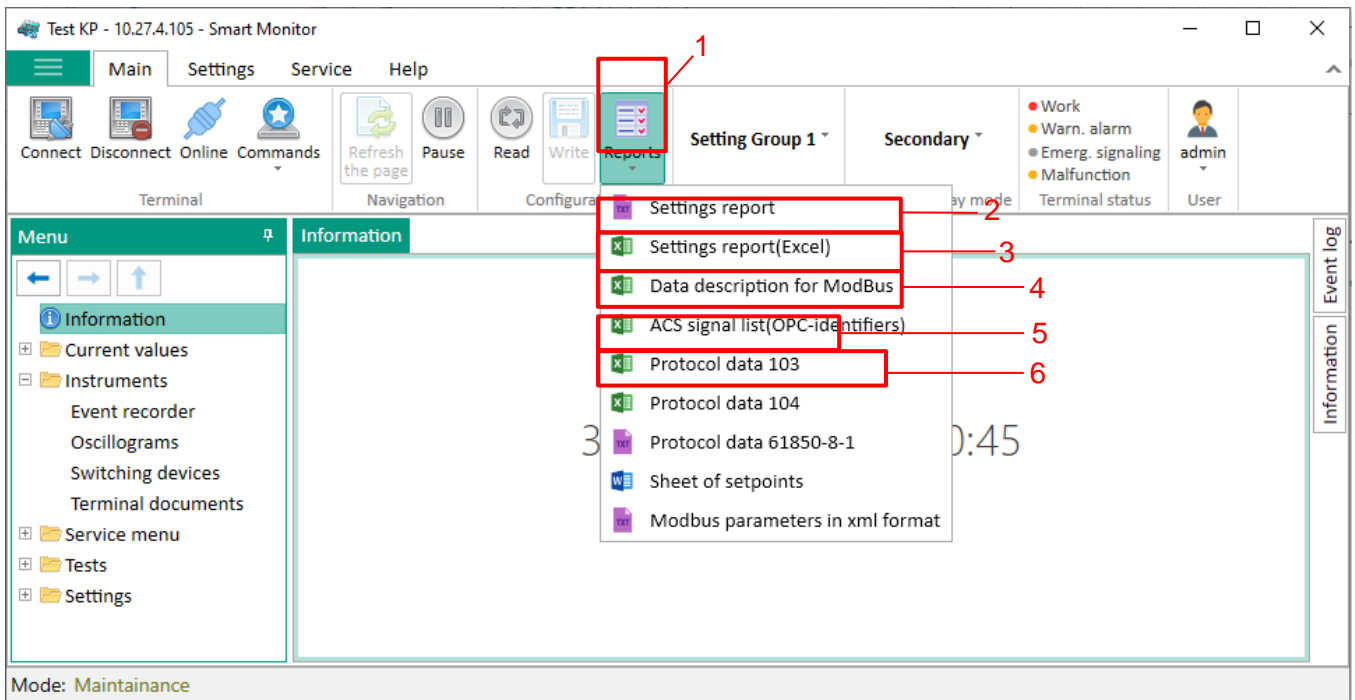 Test KP - 10.27.4.105 - Smart Monitor
1
Main Settings Service Help
Connect Disconnect Online Commands
Refresh the page
Pause
Read Write Reports
Setting Group 1
Secondary
Work
Warn. alarm
Emerg. signaling
Malfunction
admin
Terminal Navigation Configura ay mode Terminal status User
Settings report
2
Settings report(Excel)
3
Data description for ModBus
4
ACS signal list(OPC-identifiers)
5
Protocol data 103
6
Protocol data 104
Protocol data 61850-8-1
Sheet of setpoints
Modbus parameters in xml format
Menu
Information
Information
Current values
Instruments
Event recorder
Oscillograms
Switching devices
Terminal documents
Service menu
Tests
Settings
3
0:45
Event log
Information
Mode: Maintainance